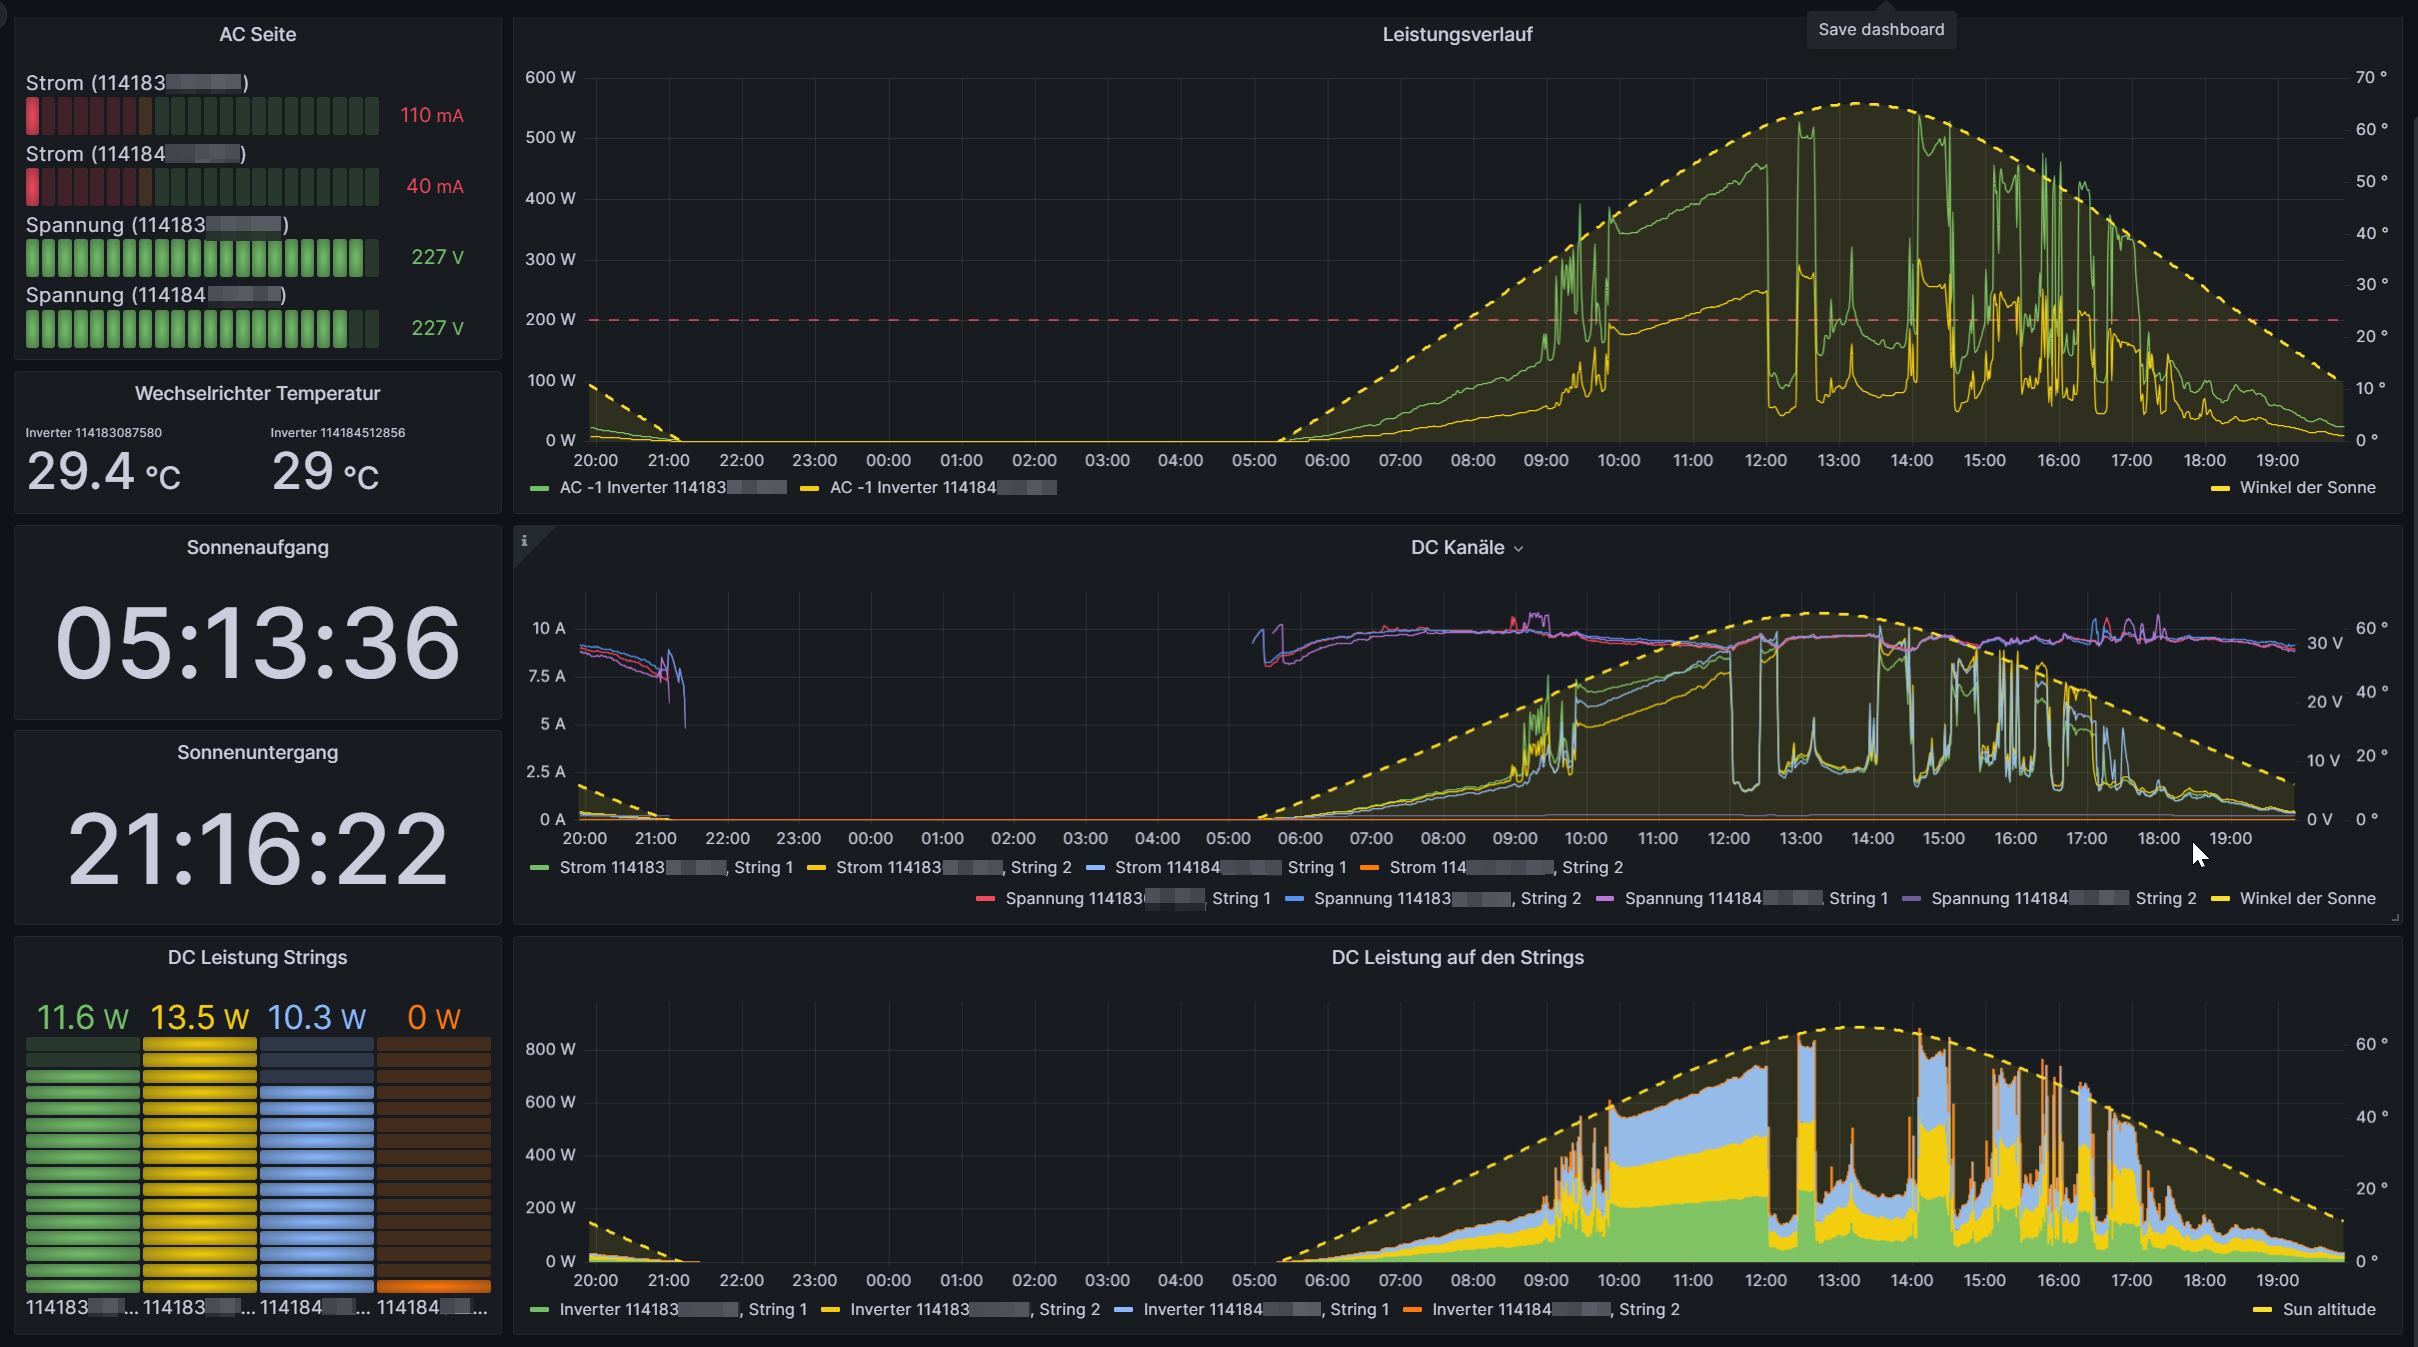 AC Seite
Strom (114183 )
110 mA
Strom (114184 )
40 mA
Spannung (114183 )
227 V
Spannung (114184 )
227 V
Wechselrichter Temperatur
Inverter 114183087580 Inverter 114184512856
29.4 °C 29 °C
Sonnenaufgang
05:13:36
Sonnenuntergang
21:16:22
DC Leistung Strings
11.6 W 13.5 W 10.3 W 0 W
114183 ... 114183 ... 114184 ... 114184 ...
Save dashboard
Leistungsverlauf
600 W 70 °
500 W 60 °
400 W 50 °
300 W 40 °
200 W 30 °
100 W 20 °
0 W 10 °
0 °
20:00 21:00 22:00 23:00 00:00 01:00 02:00 03:00 04:00 05:00 06:00 07:00 08:00 09:00 10:00 11:00 12:00 13:00 14:00 15:00 16:00 17:00 18:00 19:00
AC -1 Inverter 114183 AC -1 Inverter 114184 Winkel der Sonne
i
DC Kanäle
10 A 30 V 60 °
7.5 A 20 V 40 °
5 A 10 V 20 °
2.5 A
0 A 0 V 0 °
20:00 21:00 22:00 23:00 00:00 01:00 02:00 03:00 04:00 05:00 06:00 07:00 08:00 09:00 10:00 11:00 12:00 13:00 14:00 15:00 16:00 17:00 18:00 19:00
Strom 114183 , String 1 Strom 114183 , String 2 Strom 114184 String 1 Strom 114 , String 2
Spannung 114183 , String 1 Spannung 114183 , String 2 Spannung 114184 String 1 Spannung 114184 String 2 Winkel der Sonne
DC Leistung auf den Strings
800 W 60 °
600 W 40 °
400 W 20 °
200 W
0 W 0 °
20:00 21:00 22:00 23:00 00:00 01:00 02:00 03:00 04:00 05:00 06:00 07:00 08:00 09:00 10:00 11:00 12:00 13:00 14:00 15:00 16:00 17:00 18:00 19:00
Inverter 114183 , String 1 Inverter 114183 , String 2 Inverter 114184 , String 1 Inverter 114184 , String 2 Sun altitude